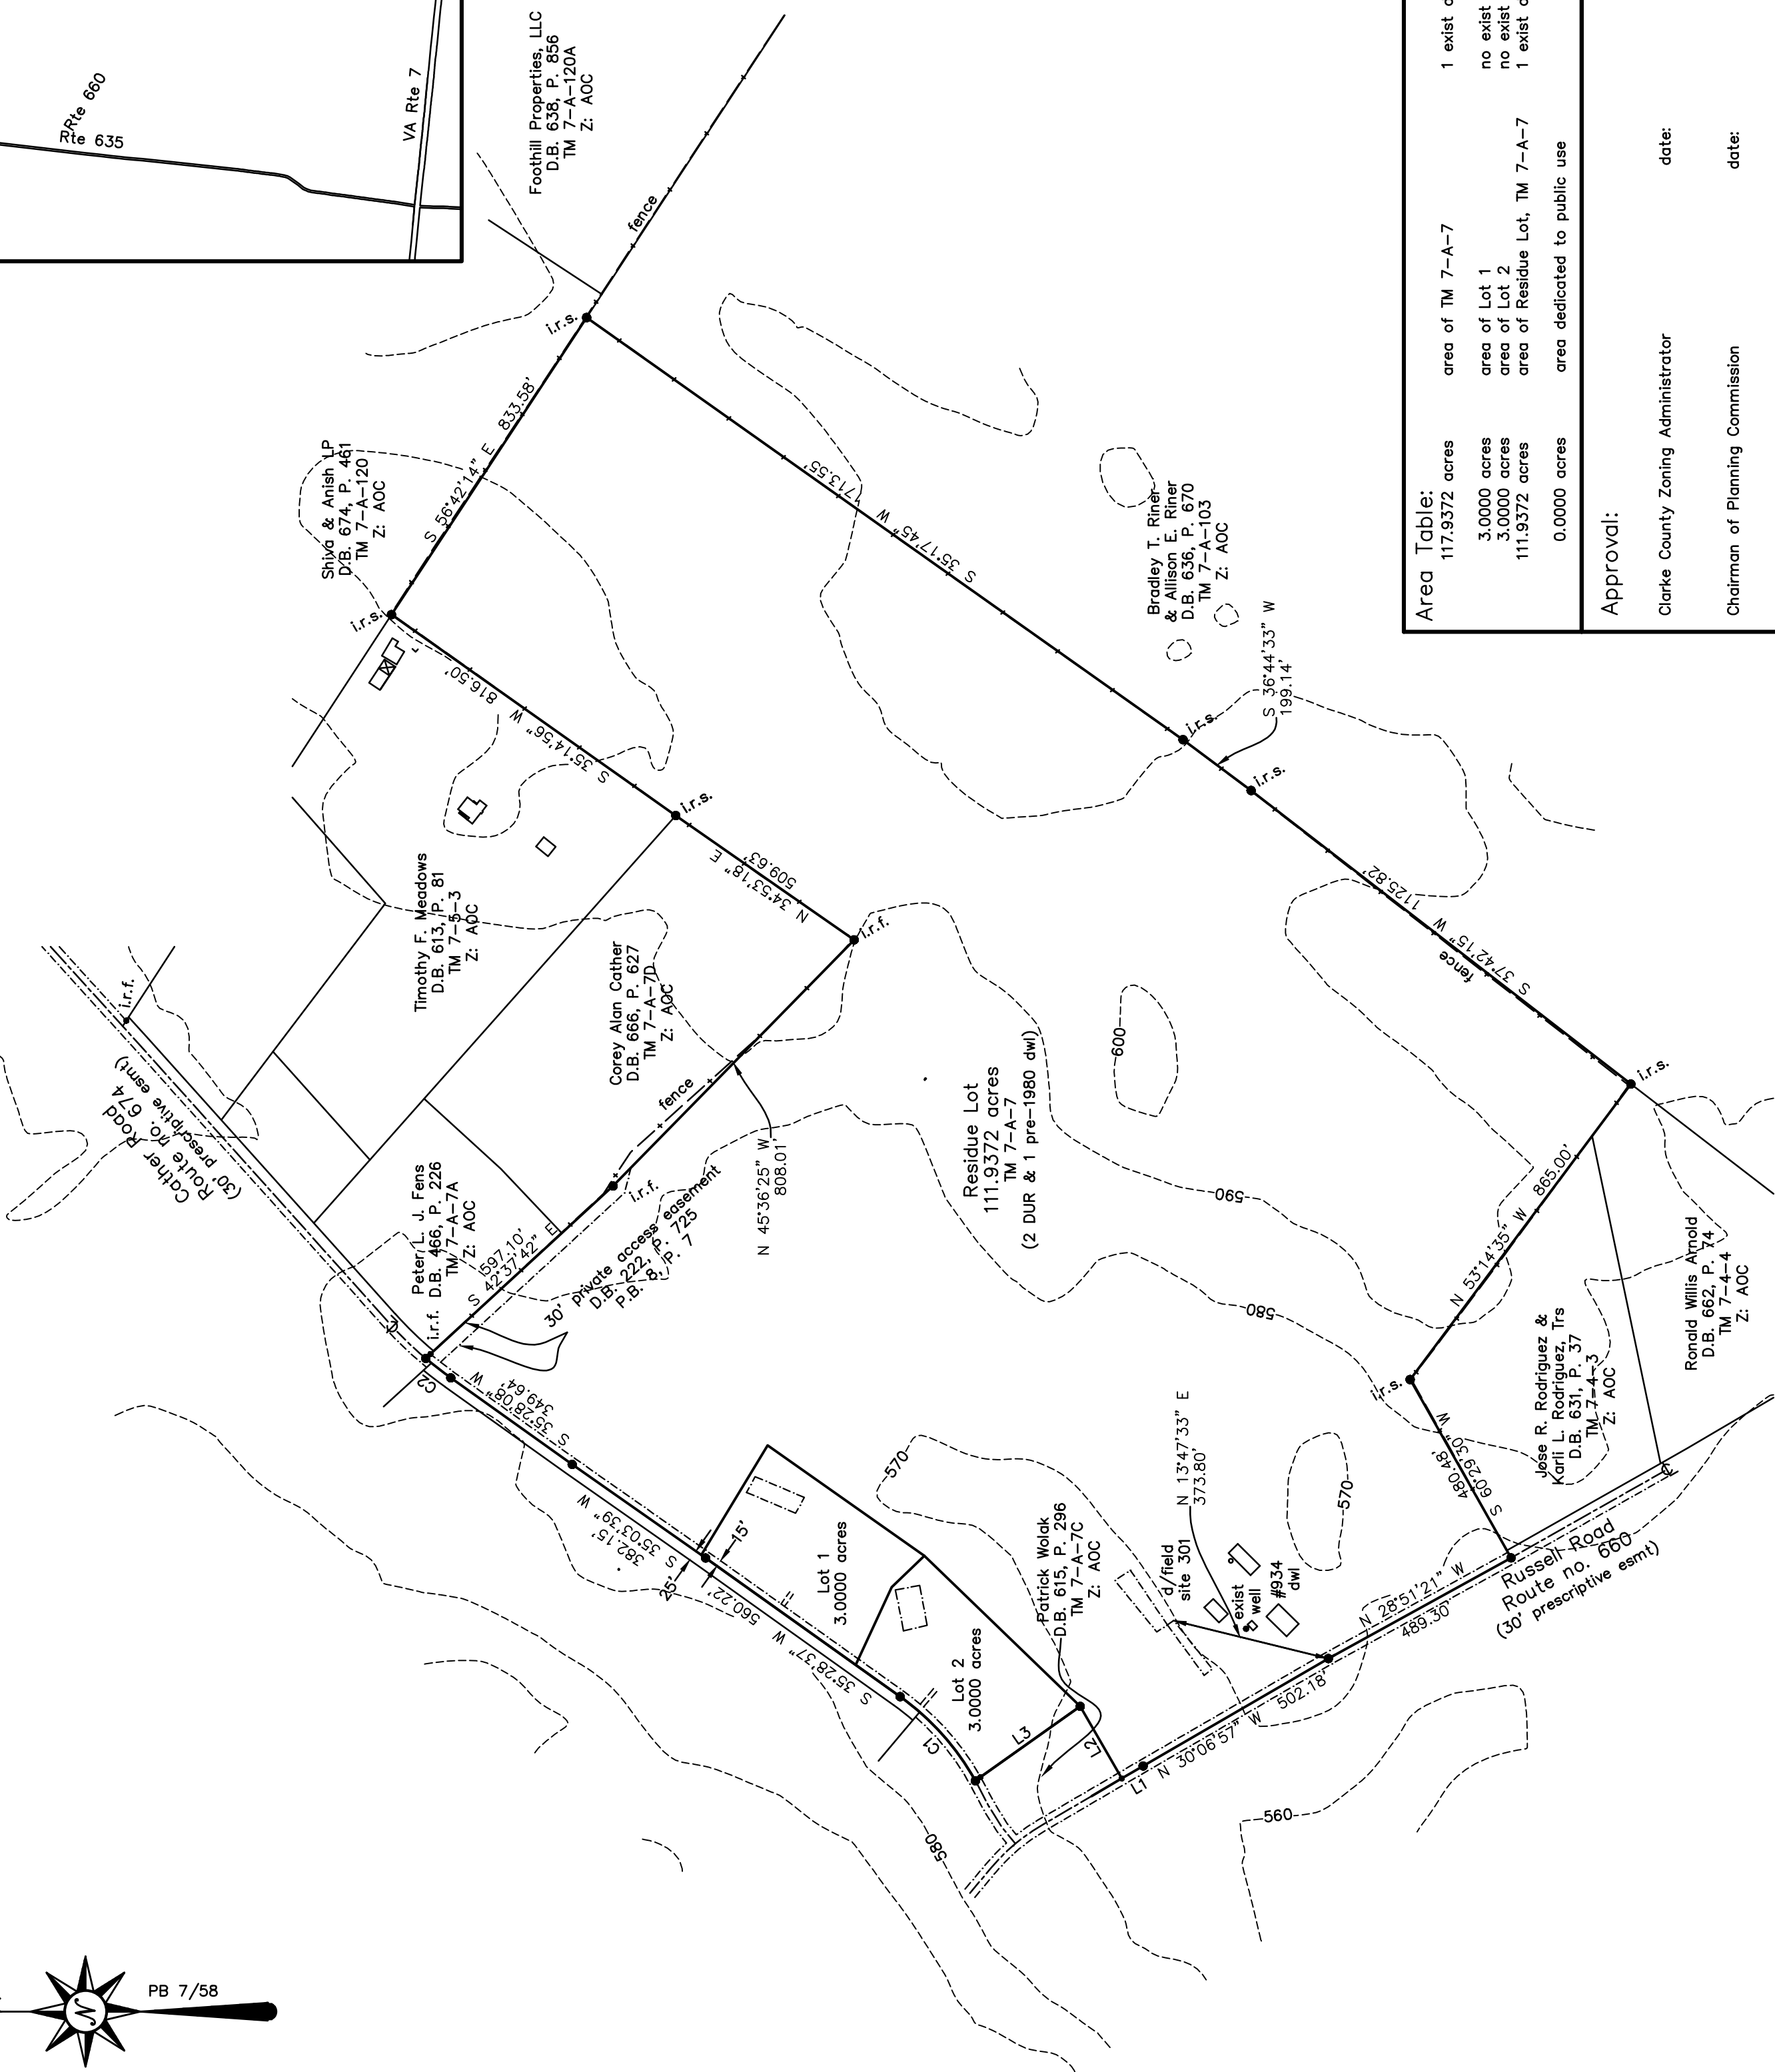 Rte 660
Rte 635
VA Rte 7
Foothill Properties, LLC
D.B. 638, P. 856
TM 7-A-120A
Z: AOC
fence
i.r.s.
S 56°42'14" E 833.58'
Shiva & Anish LP
D.B. 674, P. 461
TM 7-A-120
Z: AOC
i.r.s.
S 35°14'56" W 816.50'
S 35°17'45" W 1713.55'
Bradley T. Riner
& Allison E. Riner
D.B. 636, P. 670
TM 7-A-103
Z: AOC
S 36°44'33" W
199.14'
i.r.s.
i.r.s.
i.r.s.
N 34°53'18" E
509.63'
i.r.f.
Timothy F. Meadows
D.B. 613, P. 81
TM 7-5-3
Z: AOC
Corey Alan Cather
D.B. 666, P. 627
TM 7-A-7D
Z: AOC
i.r.f.
Cather Road
Route no. 674
(30' prescriptive esmt)
fence
i.r.f.
N 45°36'25" W
808.01'
Peter L. J. Fens
D.B. 466, P. 226
TM 7-A-7A
Z: AOC
i.r.f.
S 42°37'42" E
597.10'
30' private access easement
D.B. 222, P. 725
P.B. 8, P. 7
C2
S 35°28'08" W
349.64'
S 35°03'39" W
382.15'
25'
15'
S 35°28'37" W 560.22'
Lot 1
3.0000 acres
Lot 2
3.0000 acres
C1
L3
L2
L1
Residue Lot
111.9372 acres
TM 7-A-7
(2 DUR & 1 pre-1980 dwl)
600
590
580
570
570
560
580
S 37°42'15" W 1125.82'
fence
i.r.s.
N 53°14'35" W 865.00'
i.r.s.
S 60°29'30" W
480.48'
Jose R. Rodriguez &
Karli L. Rodriguez, Trs
D.B. 631, P. 37
TM 7-4-3
Z: AOC
Ronald Willis Arnold
D.B. 662, P. 74
TM 7-4-4
Z: AOC
Patrick Wolak
D.B. 615, P. 296
TM 7-A-7C
Z: AOC
d/field
site 301
N 13°47'33" E
373.80'
exist
well
#934
dwl
N 28°51'21" W
489.30'
N 30°06'57" W 502.18'
Russell Road
Route no. 660
(30' prescriptive esmt)
PB 7/58
N
Area Table:
117.9372 acres area of TM 7-A-7 1 exist
3.0000 acres area of Lot 1 no exist
3.0000 acres area of Lot 2 no exist
111.9372 acres area of Residue Lot, TM 7-A-7 1 exist
0.0000 acres area dedicated to public use
Approval:
Clarke County Zoning Administrator date:
Chairman of Planning Commission date: